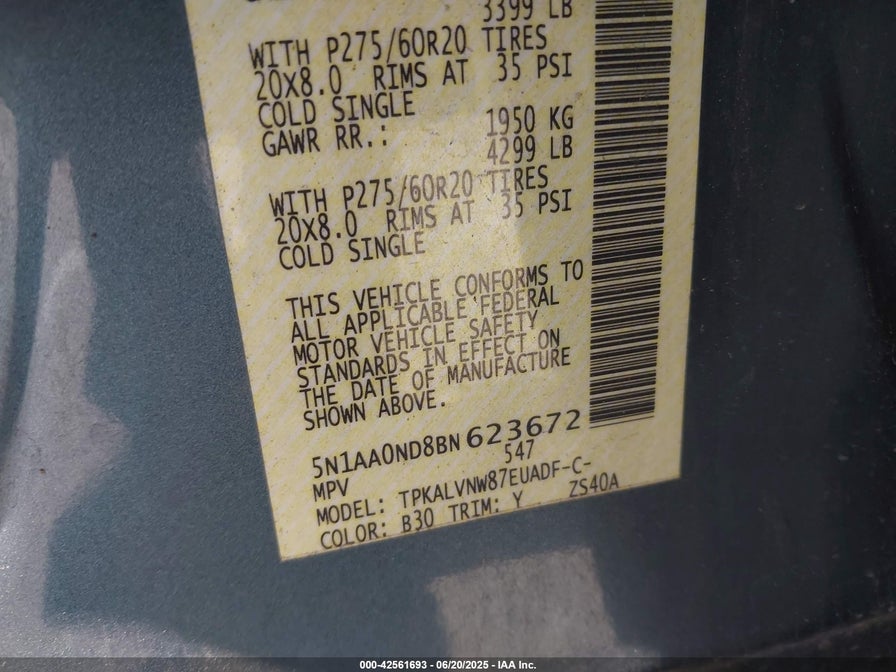 3399 LB
WITH P275/60R20 TIRES
20X8.0 RIMS AT 35 PSI
COLD SINGLE
GAWR RR.: 1950 KG
4299 LB
WITH P275/60R20 TIRES
20X8.0 RIMS AT 35 PSI
COLD SINGLE
THIS VEHICLE CONFORMS TO
ALL APPLICABLE FEDERAL
MOTOR VEHICLE SAFETY
STANDARDS IN EFFECT ON
THE DATE OF MANUFACTURE
SHOWN ABOVE.
5N1AA0ND8BN623672
MPV 547
MODEL: TPKALVNW87EUADF-C-
COLOR: B30 TRIM: Y ZS40A
000-42561693 - 06/20/2025 - IAA Inc.